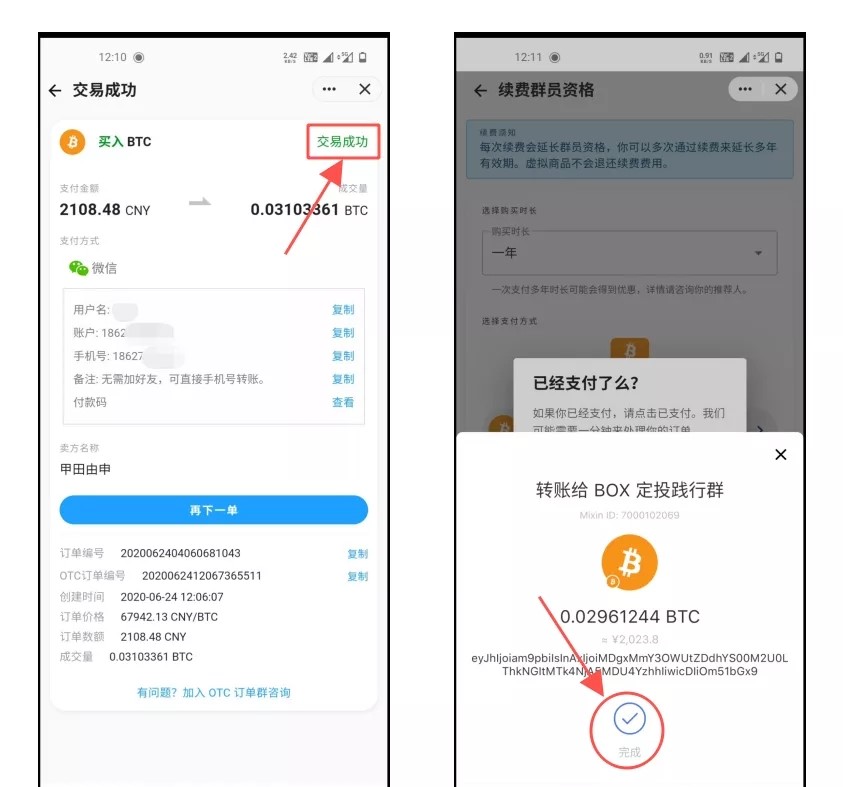 12:10
2.42
KB/S
5G
交易成功
买入 BTC
交易成功
支付金额
成交量
2108.48 CNY
0.03103361 BTC
支付方式
微信
用户名:
复制
账户: 1862
复制
手机号: 18627
复制
备注: 无需加好友，可直接手机号转账。
复制
付款码
查看
卖方名称
甲田由申
再下一单
订单编号 2020062404060681043
复制
OTC订单编号 2020062412067365511
复制
创建时间 2020-06-24 12:06:07
订单价格 67942.13 CNY/BTC
订单数额 2108.48 CNY
成交量 0.03103361 BTC
有问题？加入 OTC 订单群咨询
12:11
0.91
KB/S
5G
续费群员资格
续费须知
每次续费会延长群员资格，你可以多次通过续费来延长多年
有效期。虚拟商品不会退还续费费用。
选择购买时长
购买时长
一年
一次支付多年时长可能会得到优惠，详情请咨询你的推荐人。
选择支付方式
已经支付了么？
如果你已经支付，请点击已支付。我们
可能需要一分钟来处理你的订单
转账给 BOX 定投践行群
Mixin ID: 7000102069
0.02961244 BTC
≈ ¥2,023.8
完成